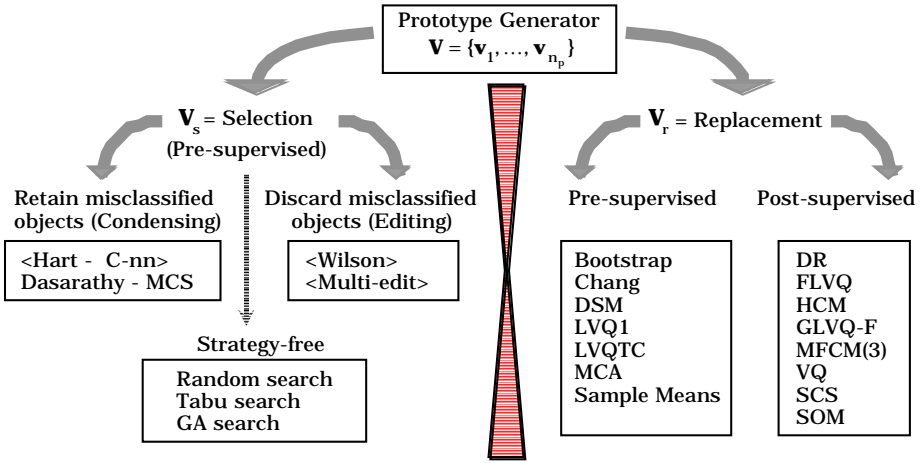 Prototype Generator
V = {v1,…, vnp}
Vs = Selection
(Pre-supervised)
Vr = Replacement
Retain misclassified
objects (Condensing)
<Hart - C-nn>
Dasarathy - MCS
Discard misclassified
objects (Editing)
<Wilson>
<Multi-edit>
Strategy-free
Random search
Tabu search
GA search
Pre-supervised
Bootstrap
Chang
DSM
LVQ1
LVQTC
MCA
Sample Means
Post-supervised
DR
FLVQ
HCM
GLVQ-F
MFCM(3)
VQ
SCS
SOM